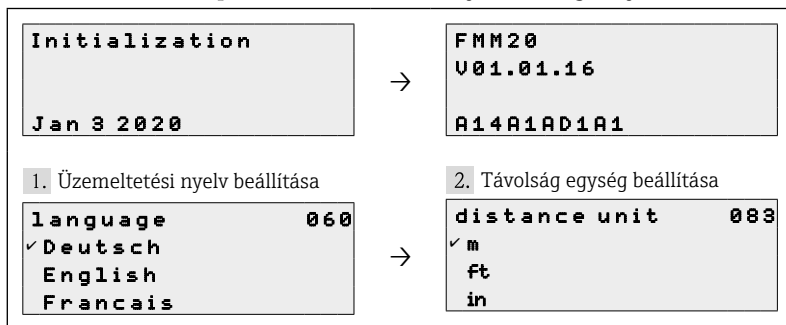 Initialization
Jan 3 2020
→
FMM20
V01.01.16
A14A1AD1A1
1. Üzemeltetési nyelv beállítása
language 060
✓Deutsch
English
Francais
→
2. Távolság egység beállítása
distance unit 083
✓m
ft
in